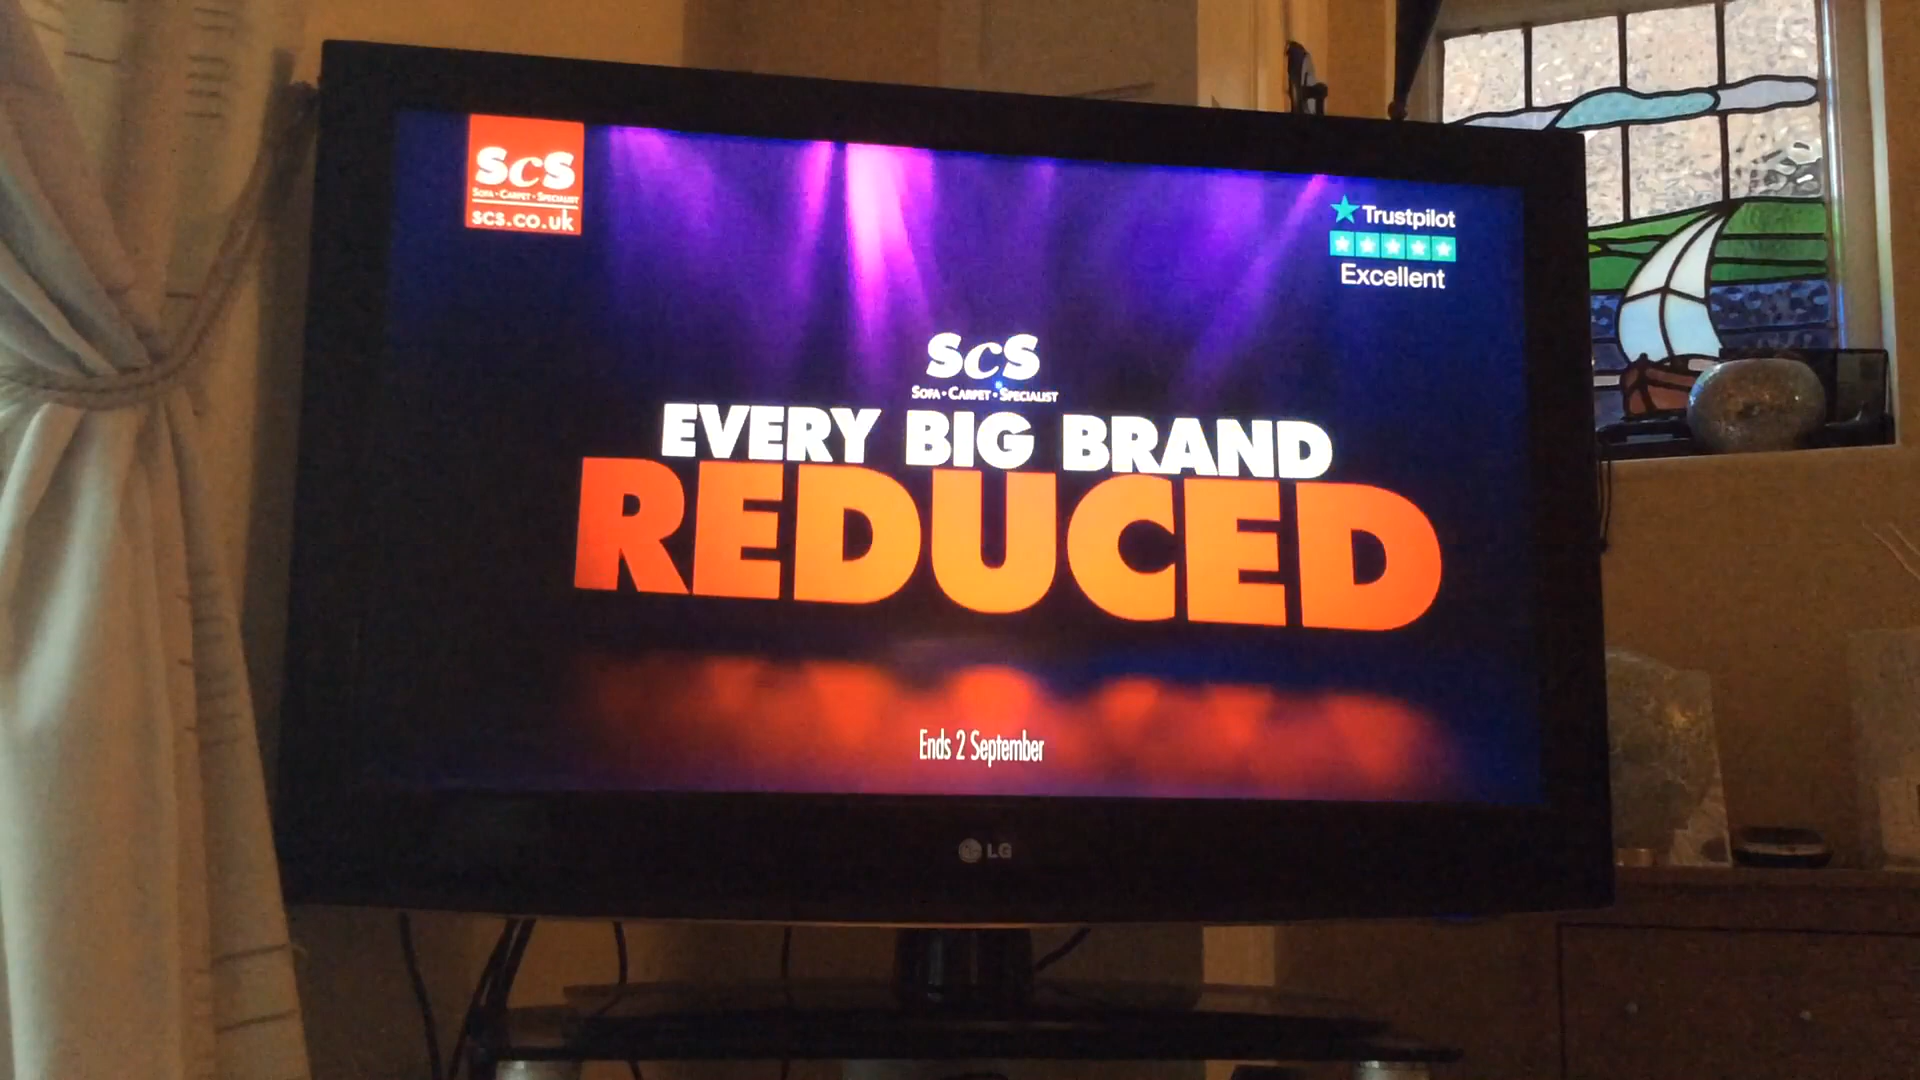 ScS
SOFA • CARPET • SPECIALIST
scs.co.uk
Trustpilot
Excellent
ScS
SOFA • CARPET • SPECIALIST
EVERY BIG BRAND
REDUCED
Ends 2 September
LG